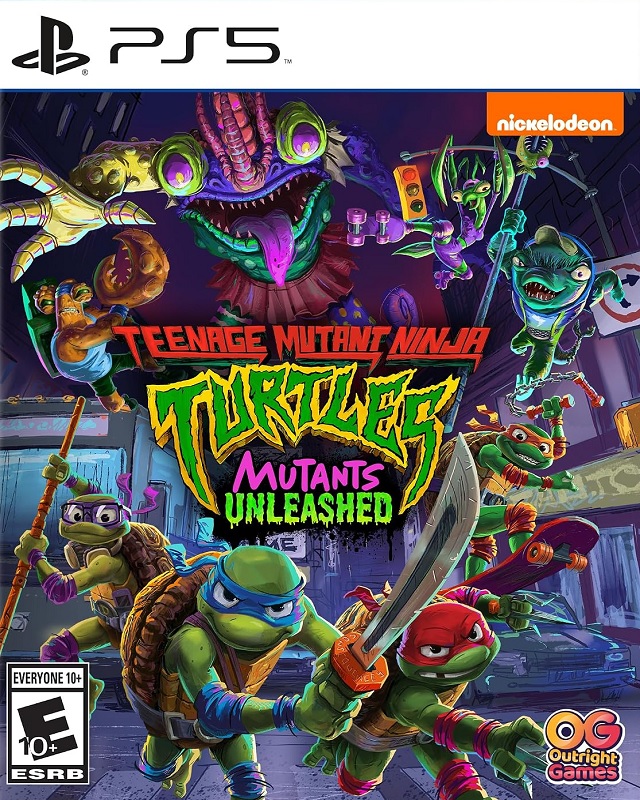 PS5
nickelodeon
TEENAGE MUTANT NINJA
TURTLES
MUTANTS
UNLEASHED
EVERYONE 10+
E
10+
ESRB
OG
Outright
Games